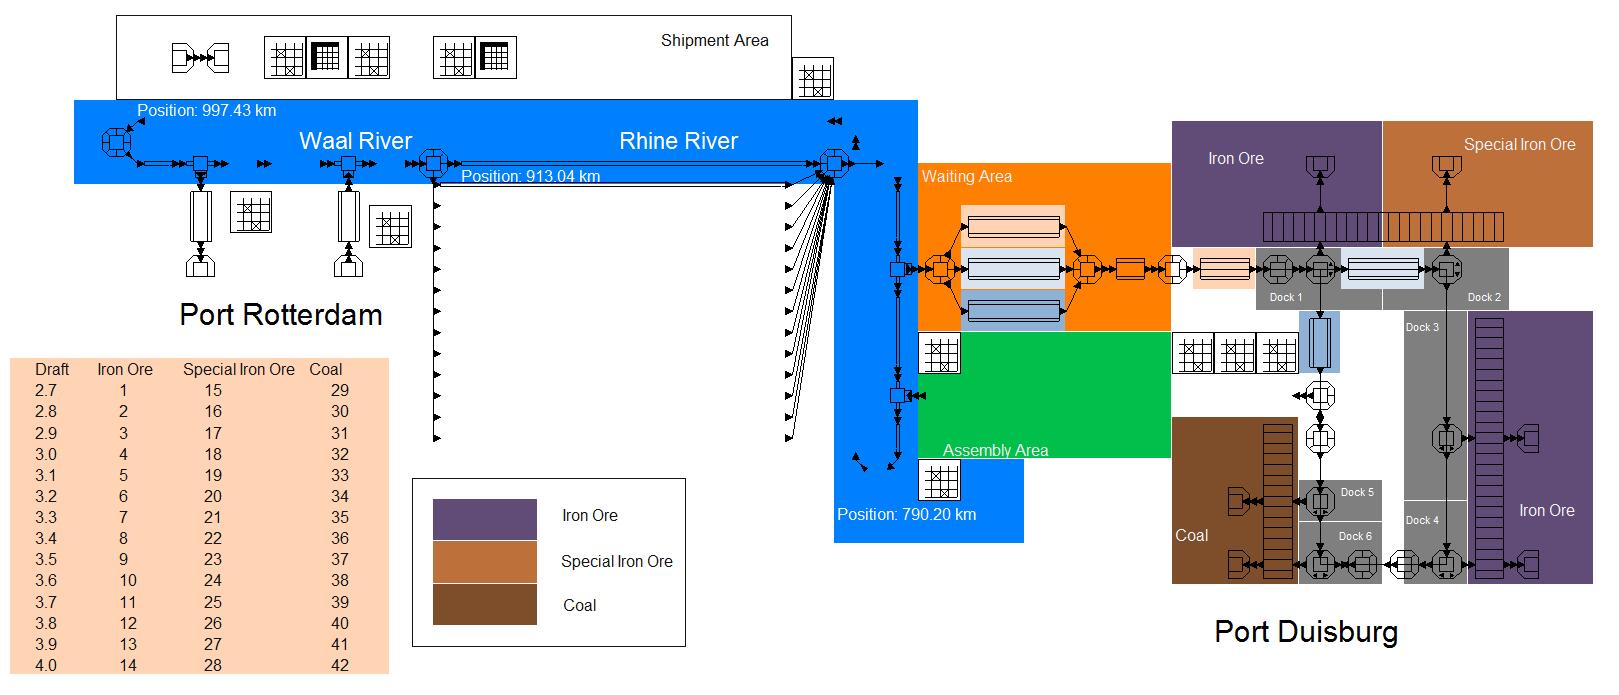 Shipment Area
Position: 997.43 km
Waal River
Rhine River
Position: 913.04 km
Waiting Area
Iron Ore
Special Iron Ore
Dock 1
Dock 2
Dock 3
Port Rotterdam
Draft Iron Ore Special Iron Ore Coal
2.7 1 15 29
2.8 2 16 30
2.9 3 17 31
3.0 4 18 32
3.1 5 19 33
3.2 6 20 34
3.3 7 21 35
3.4 8 22 36
3.5 9 23 37
3.6 10 24 38
3.7 11 25 39
3.8 12 26 40
3.9 13 27 41
4.0 14 28 42
Iron Ore
Special Iron Ore
Coal
Assembly Area
Position: 790.20 km
Dock 5
Dock 4
Dock 6
Coal
Iron Ore
Port Duisburg